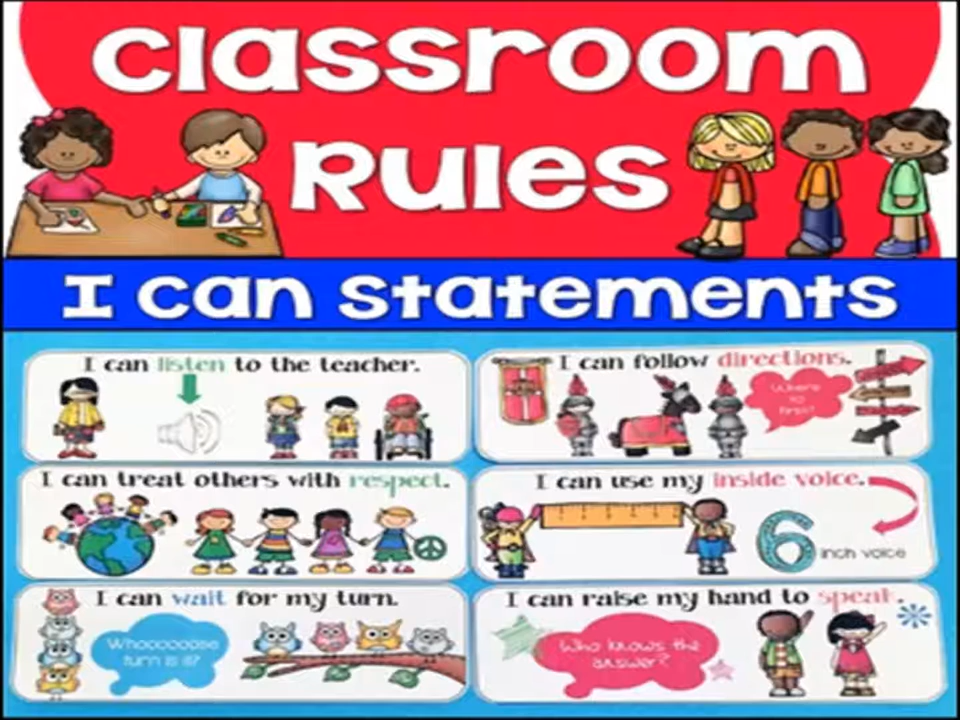 classroom
Rules
I can statements
I can listen to the teacher.
I can follow directions.
Where
to
first?
I can treat others with respect.
I can use my inside voice.
6 inch voice
I can wait for my turn.
Whoooooose
turn is it?
I can raise my hand to speak.
Who knows the
answer?